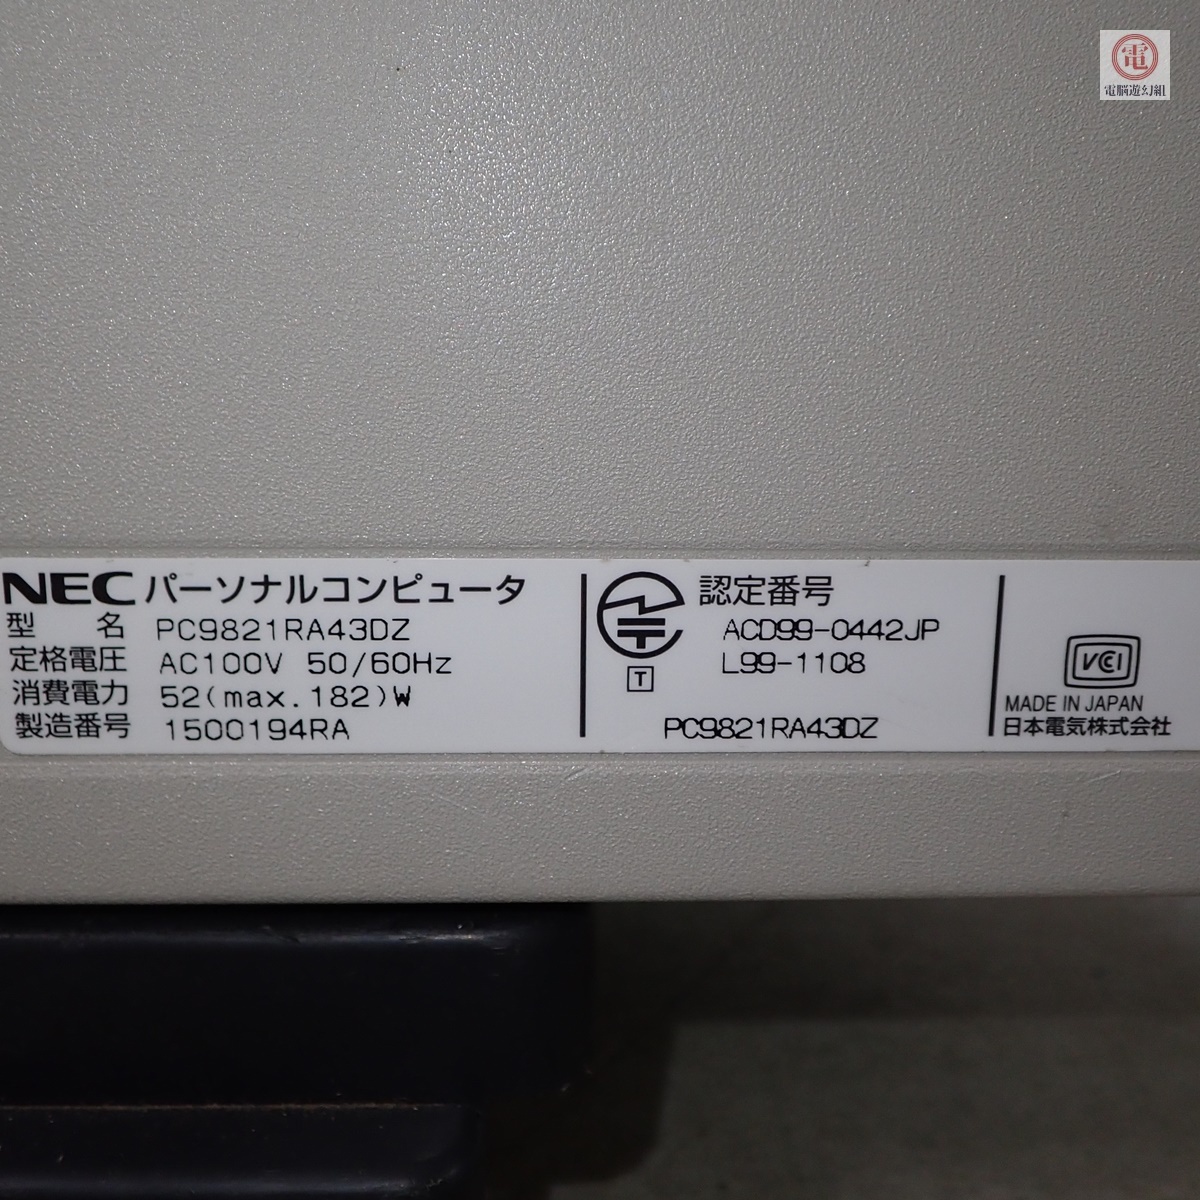 電
電脳遊幻組
NEC パーソナルコンピュータ
型 名 PC9821RA43DZ
定格電圧 AC100V 50/60Hz
消費電力 52(max.182)W
製造番号 1500194RA
認定番号
ACD99-0442JP
L99-1108
T
PC9821RA43DZ
VCCI
MADE IN JAPAN
日本電気株式会社